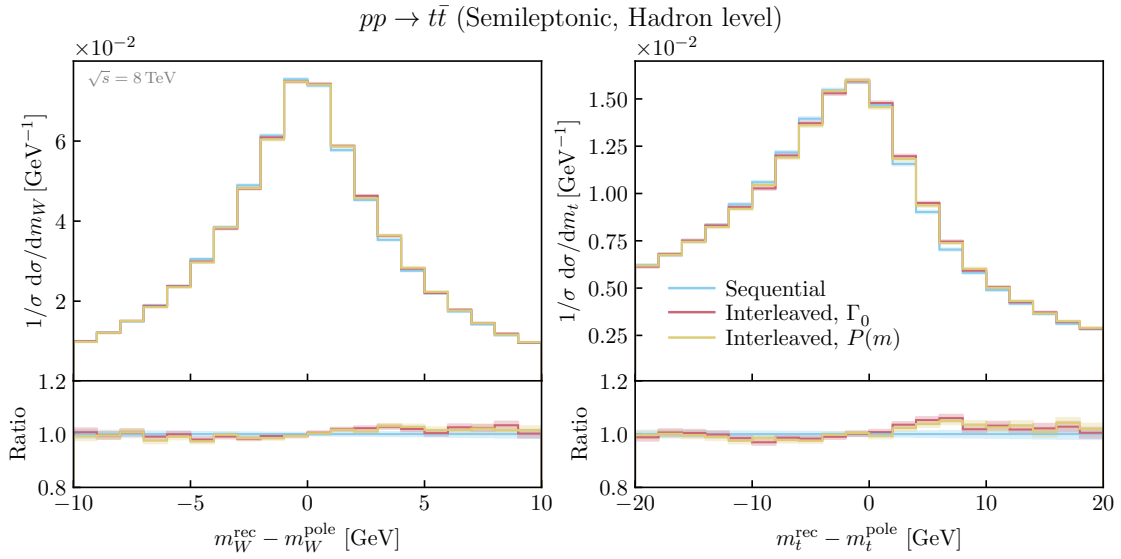 pp → tt̄ (Semileptonic, Hadron level)
×10⁻²
√s = 8 TeV
6
4
2
1/σ dσ/dm_W [GeV⁻¹]
1.2
1.0
0.8
Ratio
−10 −5 0 5 10
m_W^rec − m_W^pole [GeV]
×10⁻²
1.50
1.25
1.00
0.75
0.50
0.25
1/σ dσ/dm_t [GeV⁻¹]
Sequential
Interleaved, Γ₀
Interleaved, P(m)
1.2
1.0
0.8
Ratio
−20 −10 0 10 20
m_t^rec − m_t^pole [GeV]